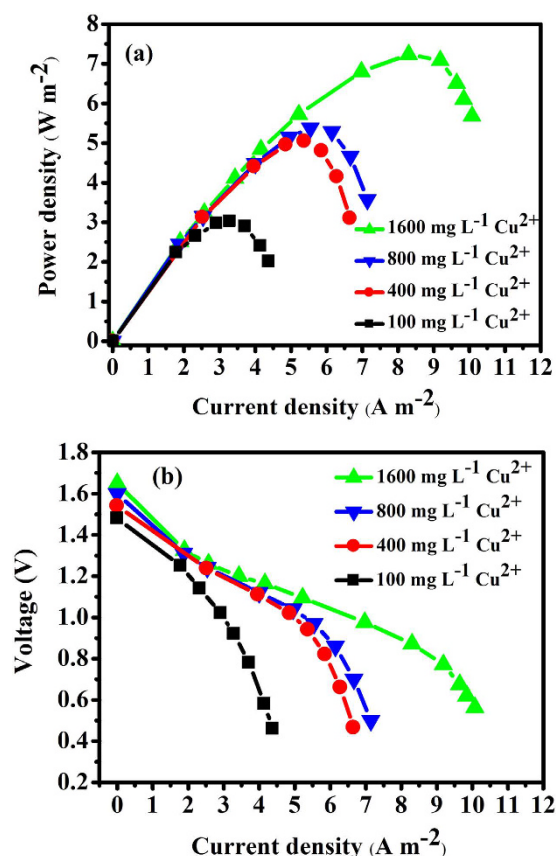 (a)
Power density (W m-2)
8
7
6
5
4
3
2
1
0
1600 mg L-1 Cu2+
800 mg L-1 Cu2+
400 mg L-1 Cu2+
100 mg L-1 Cu2+
0 1 2 3 4 5 6 7 8 9 10 11 12
Current density (A m-2)
(b)
Voltage (V)
1.8
1.6
1.4
1.2
1.0
0.8
0.6
0.4
0.2
1600 mg L-1 Cu2+
800 mg L-1 Cu2+
400 mg L-1 Cu2+
100 mg L-1 Cu2+
0 1 2 3 4 5 6 7 8 9 10 11 12
Current density (A m-2)